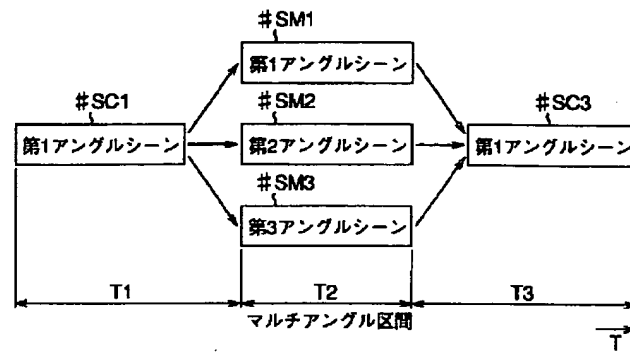 #SM1
第1アングルシーン
#SC1
第1アングルシーン
#SM2
第2アングルシーン
#SC3
第1アングルシーン
#SM3
第3アングルシーン
T1
T2
T3
マルチアングル区間
T